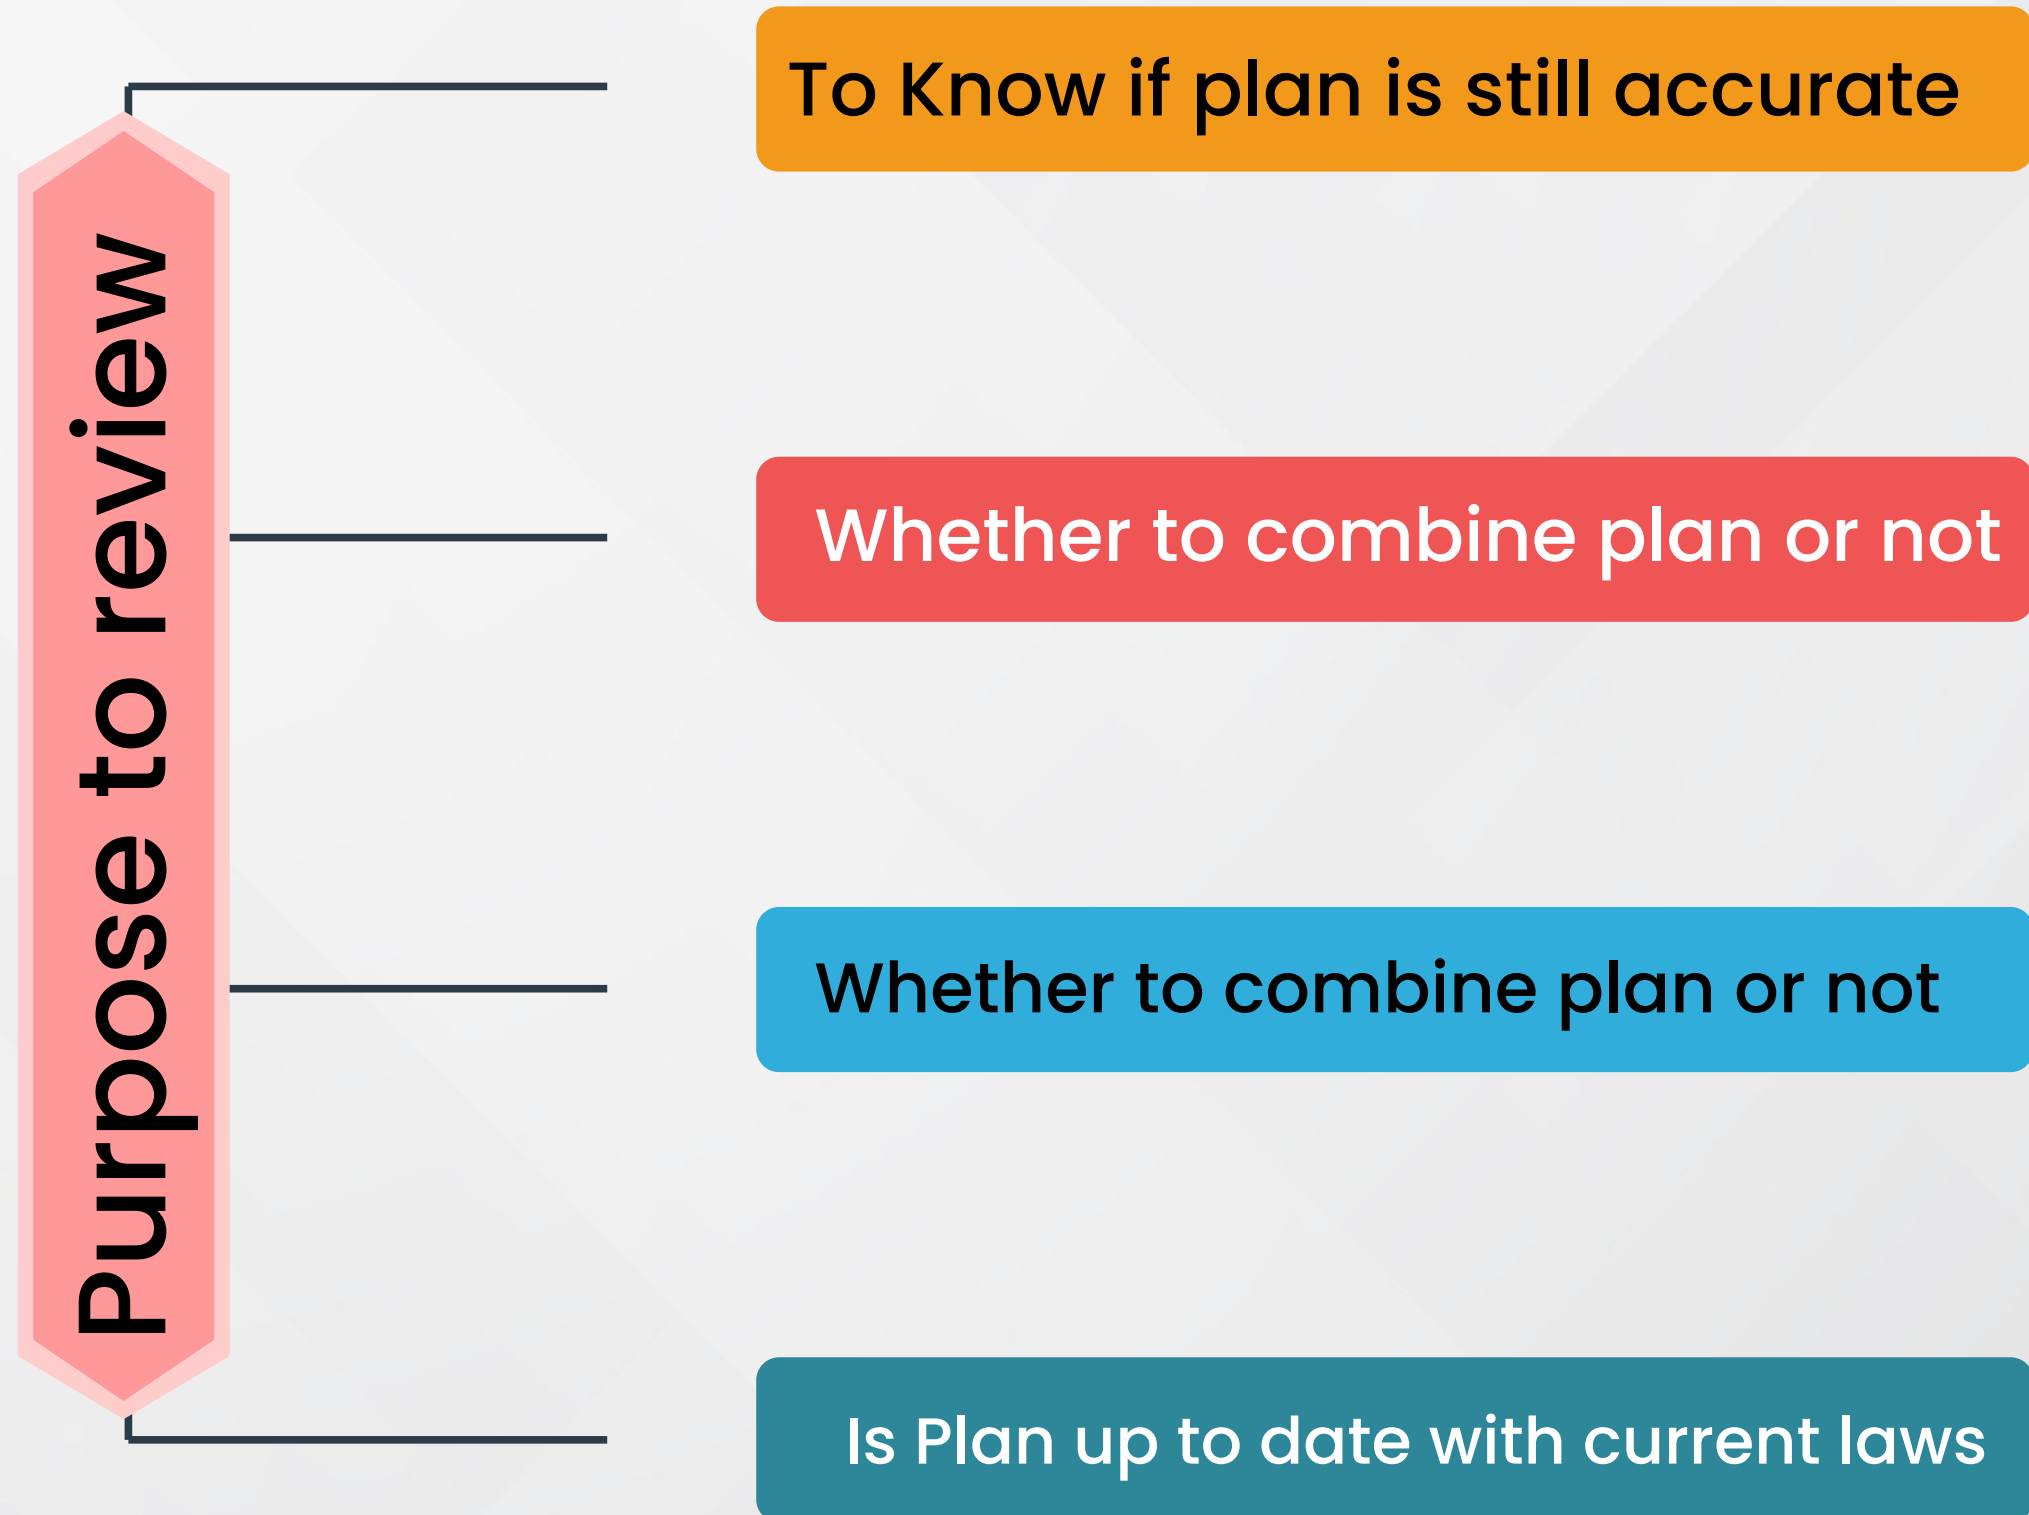 Purpose to review
To Know if plan is still accurate
Whether to combine plan or not
Whether to combine plan or not
Is Plan up to date with current laws